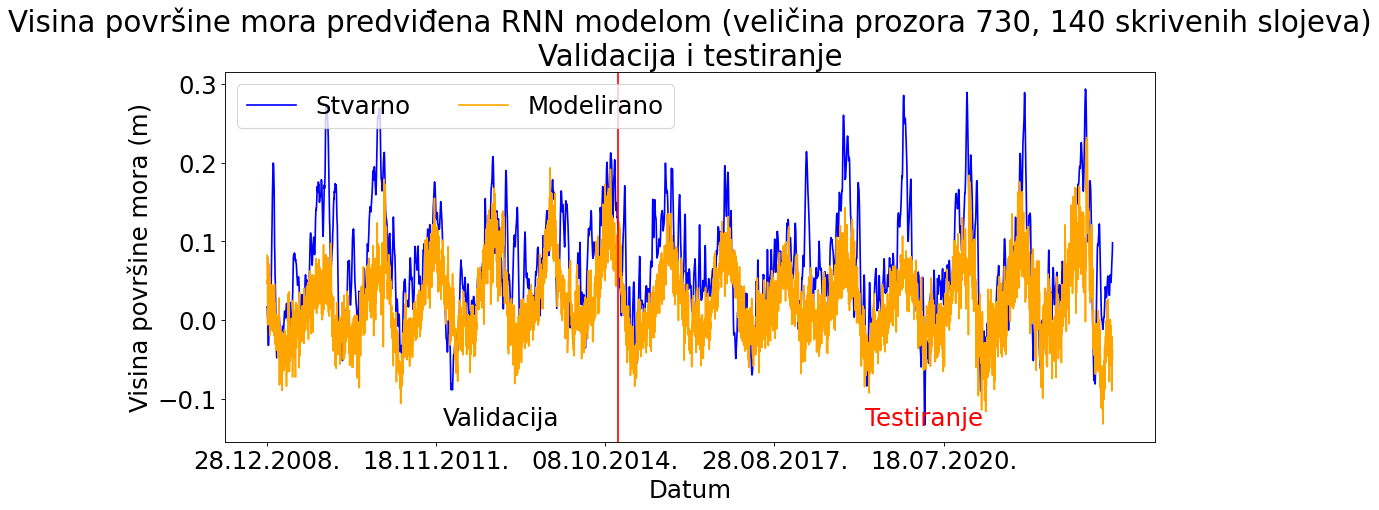 Visina površine mora predviđena RNN modelom (veličina prozora 730, 140 skrivenih slojeva)
Validacija i testiranje
Stvarno Modelirano
Visina površine mora (m)
0.3
0.2
0.1
0.0
−0.1
Validacija Testiranje
28.12.2008. 18.11.2011. 08.10.2014. 28.08.2017. 18.07.2020.
Datum